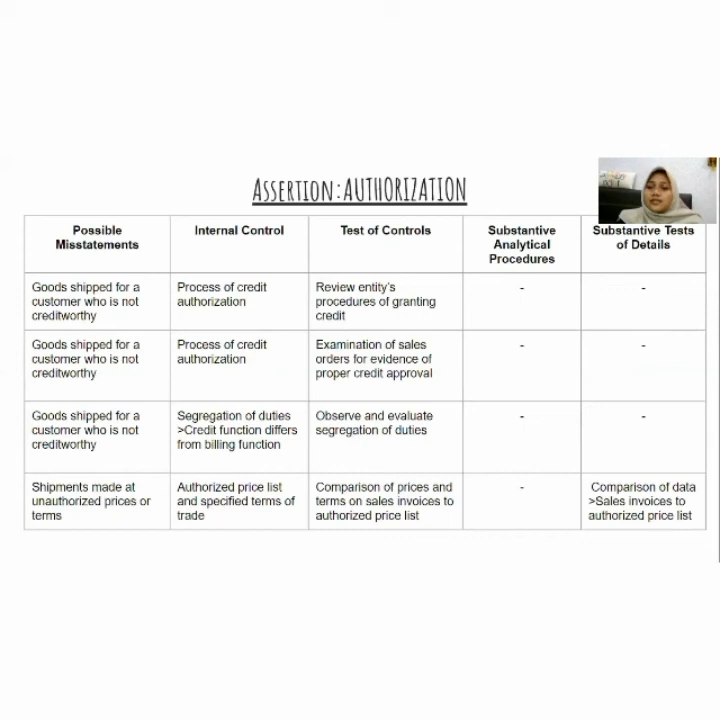 ASSERTION: AUTHORIZATION
Possible
Misstatements
Internal Control
Test of Controls
Substantive
Analytical
Procedures
Substantive Tests
of Details
Goods shipped for a
customer who is not
creditworthy
Process of credit
authorization
Review entity's
procedures of granting
credit
-
-
Goods shipped for a
customer who is not
creditworthy
Process of credit
authorization
Examination of sales
orders for evidence of
proper credit approval
-
-
Goods shipped for a
customer who is not
creditworthy
Segregation of duties
>Credit function differs
from billing function
Observe and evaluate
segregation of duties
-
-
Shipments made at
unauthorized prices or
terms
Authorized price list
and specified terms of
trade
Comparison of prices and
terms on sales invoices to
authorized price list
-
Comparison of data
>Sales invoices to
authorized price list